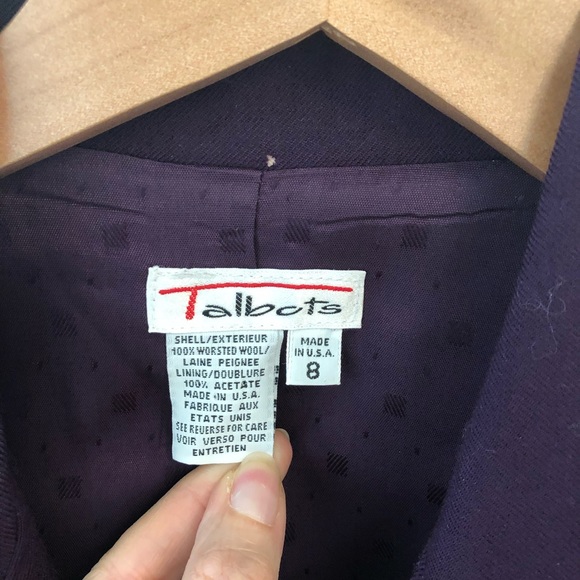 Talbots
SHELL/EXTERIEUR
100% WORSTED WOOL/
LAINE PEIGNEE
LINING/DOUBLURE
100% ACETATE
MADE IN U.S.A.
FABRIQUE AUX
ETATS UNIS
SEE REVERSE FOR CARE
VOIR VERSO POUR
ENTRETIEN
MADE
IN U.S.A.
8